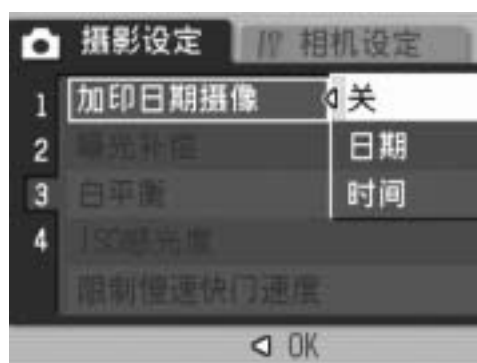 摄影设定 相机设定
1 加印日期摄像 关
2 曝光补偿 日期
3 白平衡 时间
4 ISO感光度
限制慢速快门速度
OK